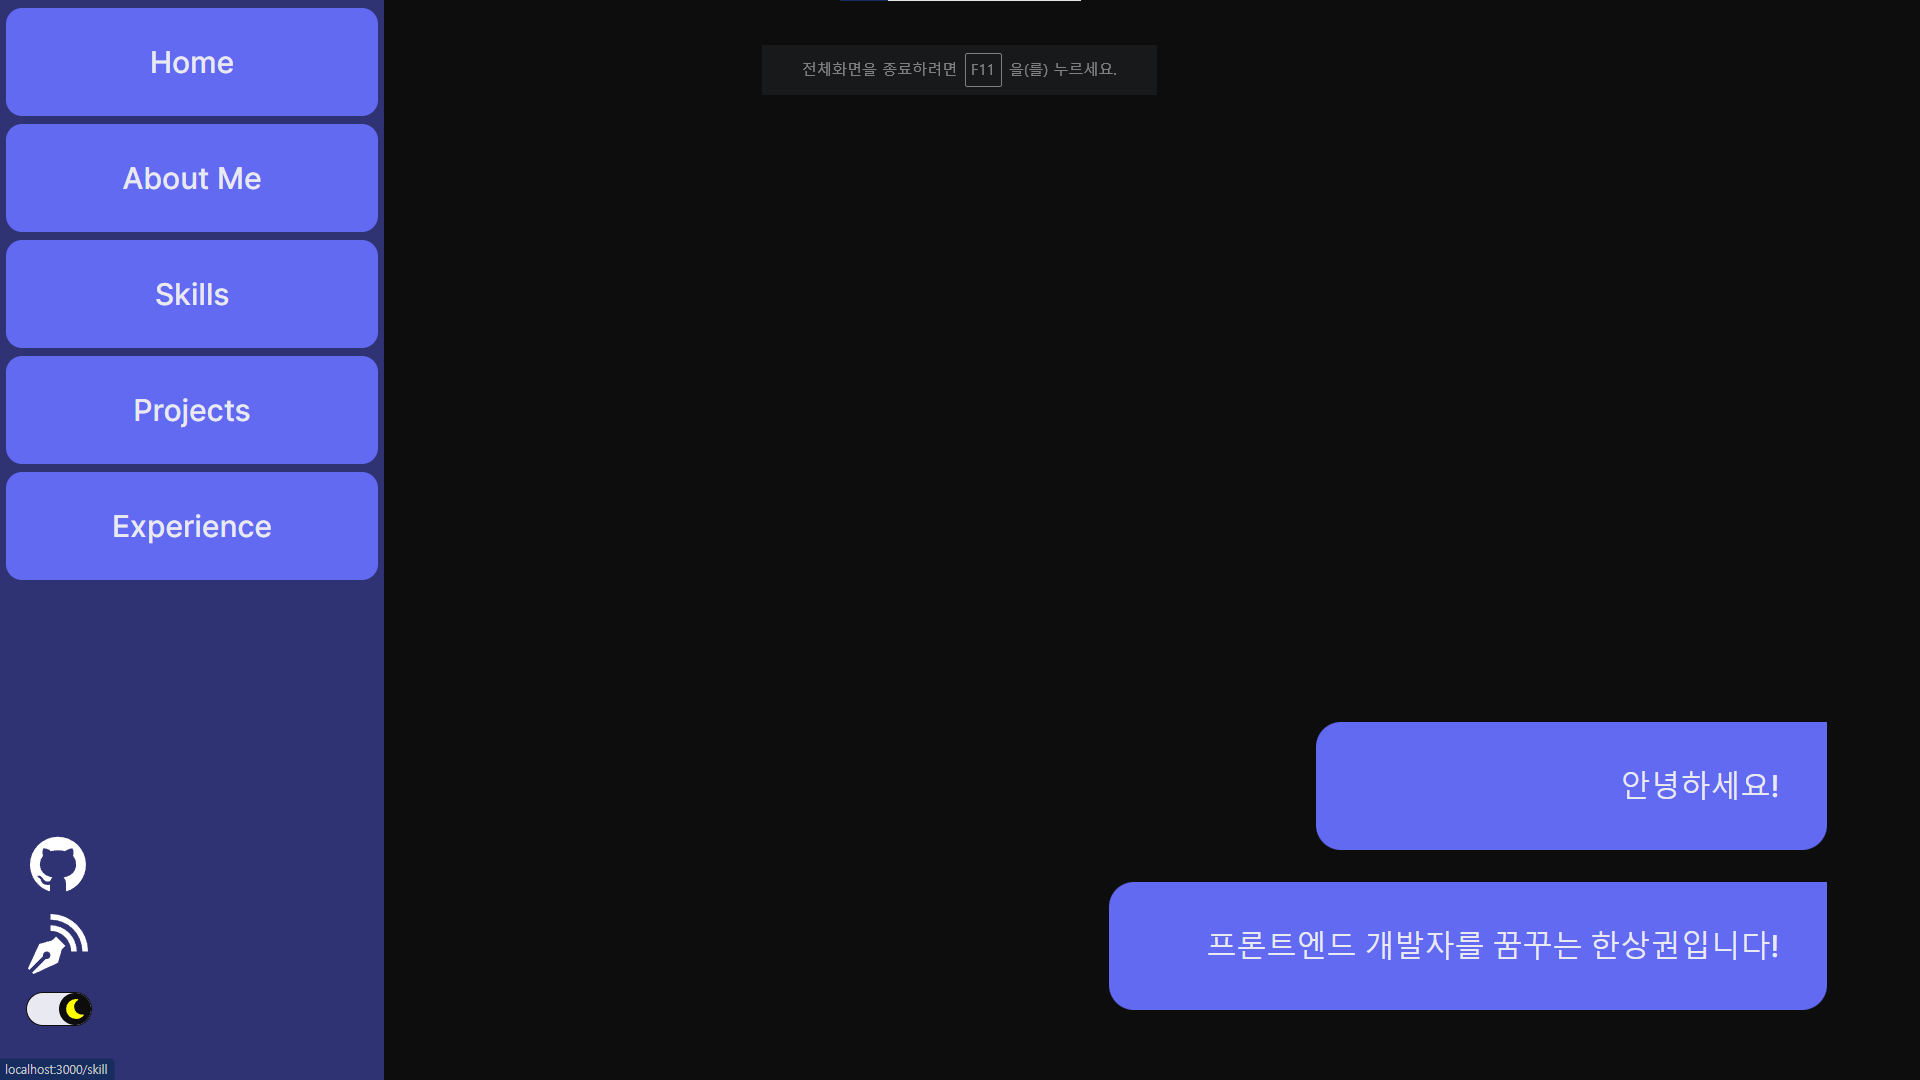 Home
About Me
Skills
Projects
Experience
전체화면을 종료하려면 F11 을(를) 누르세요.
안녕하세요!
프론트엔드 개발자를 꿈꾸는 한상권입니다!
localhost:3000/skill